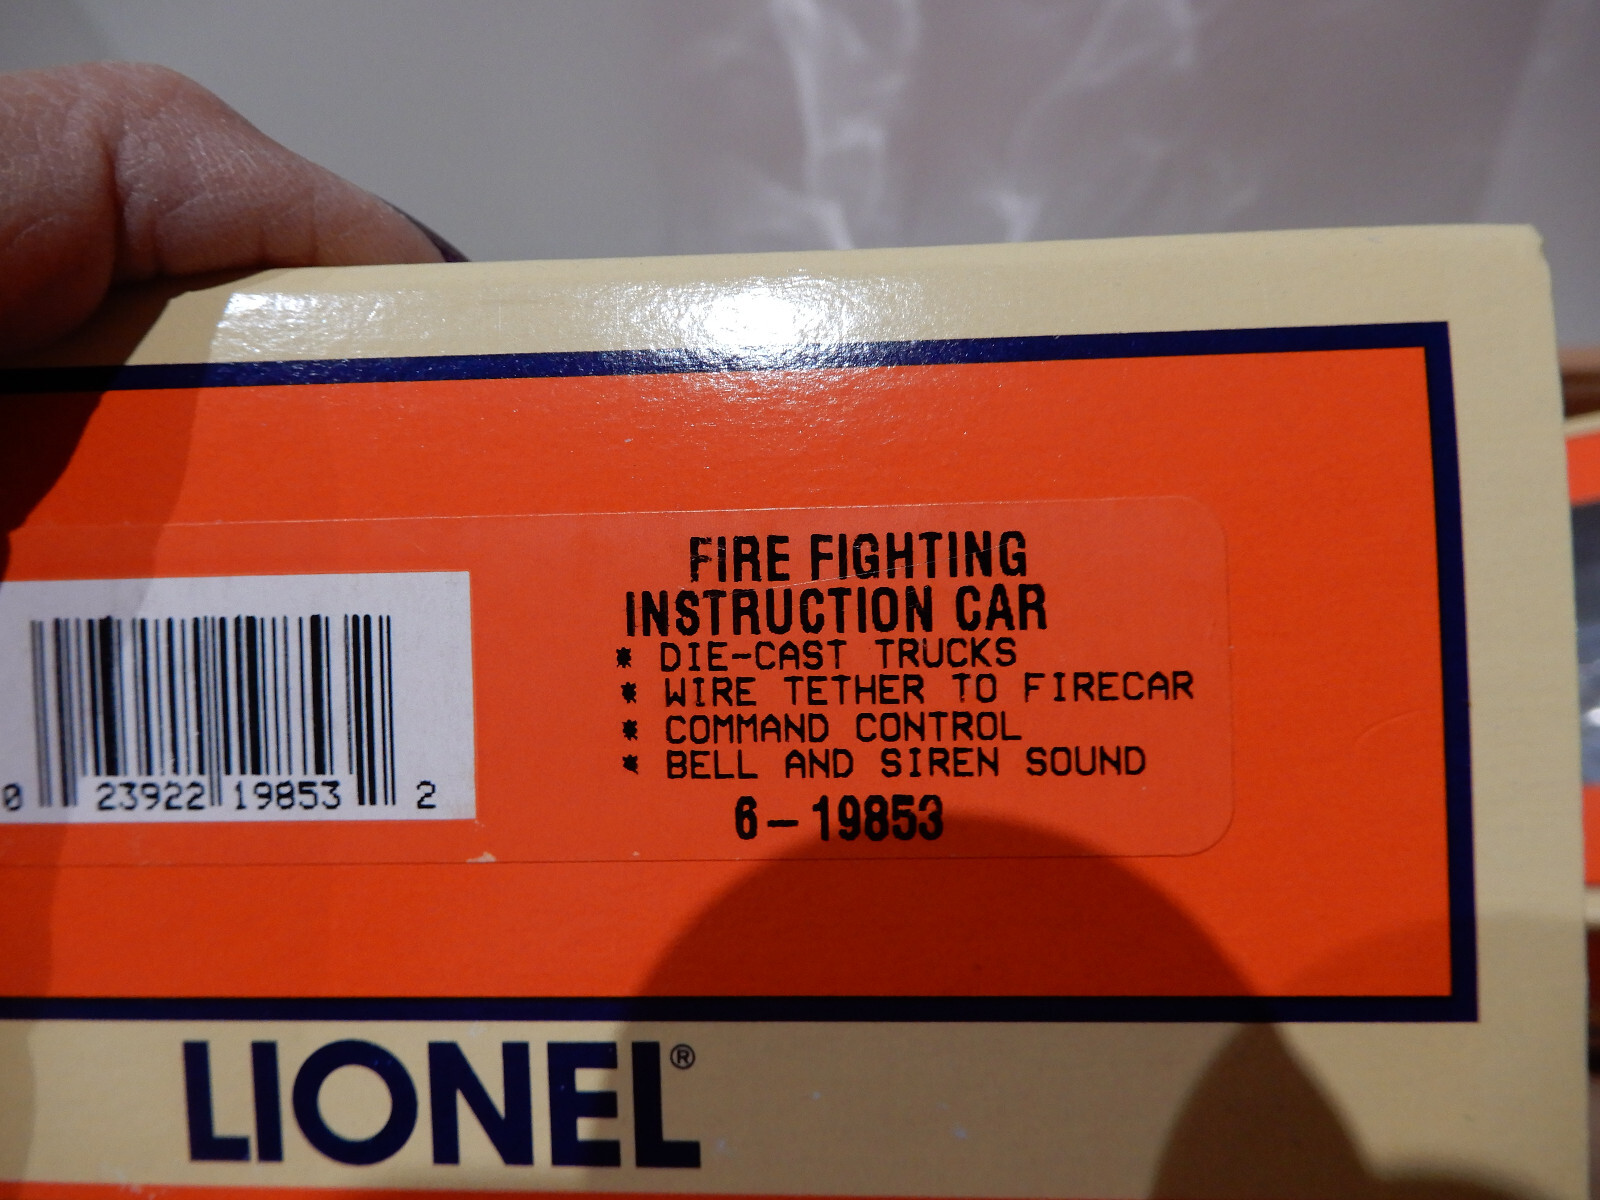 FIRE FIGHTING
INSTRUCTION CAR
* DIE-CAST TRUCKS
* WIRE TETHER TO FIRECAR
* COMMAND CONTROL
* BELL AND SIREN SOUND
6-19853
0 23922 19853 2
LIONEL®